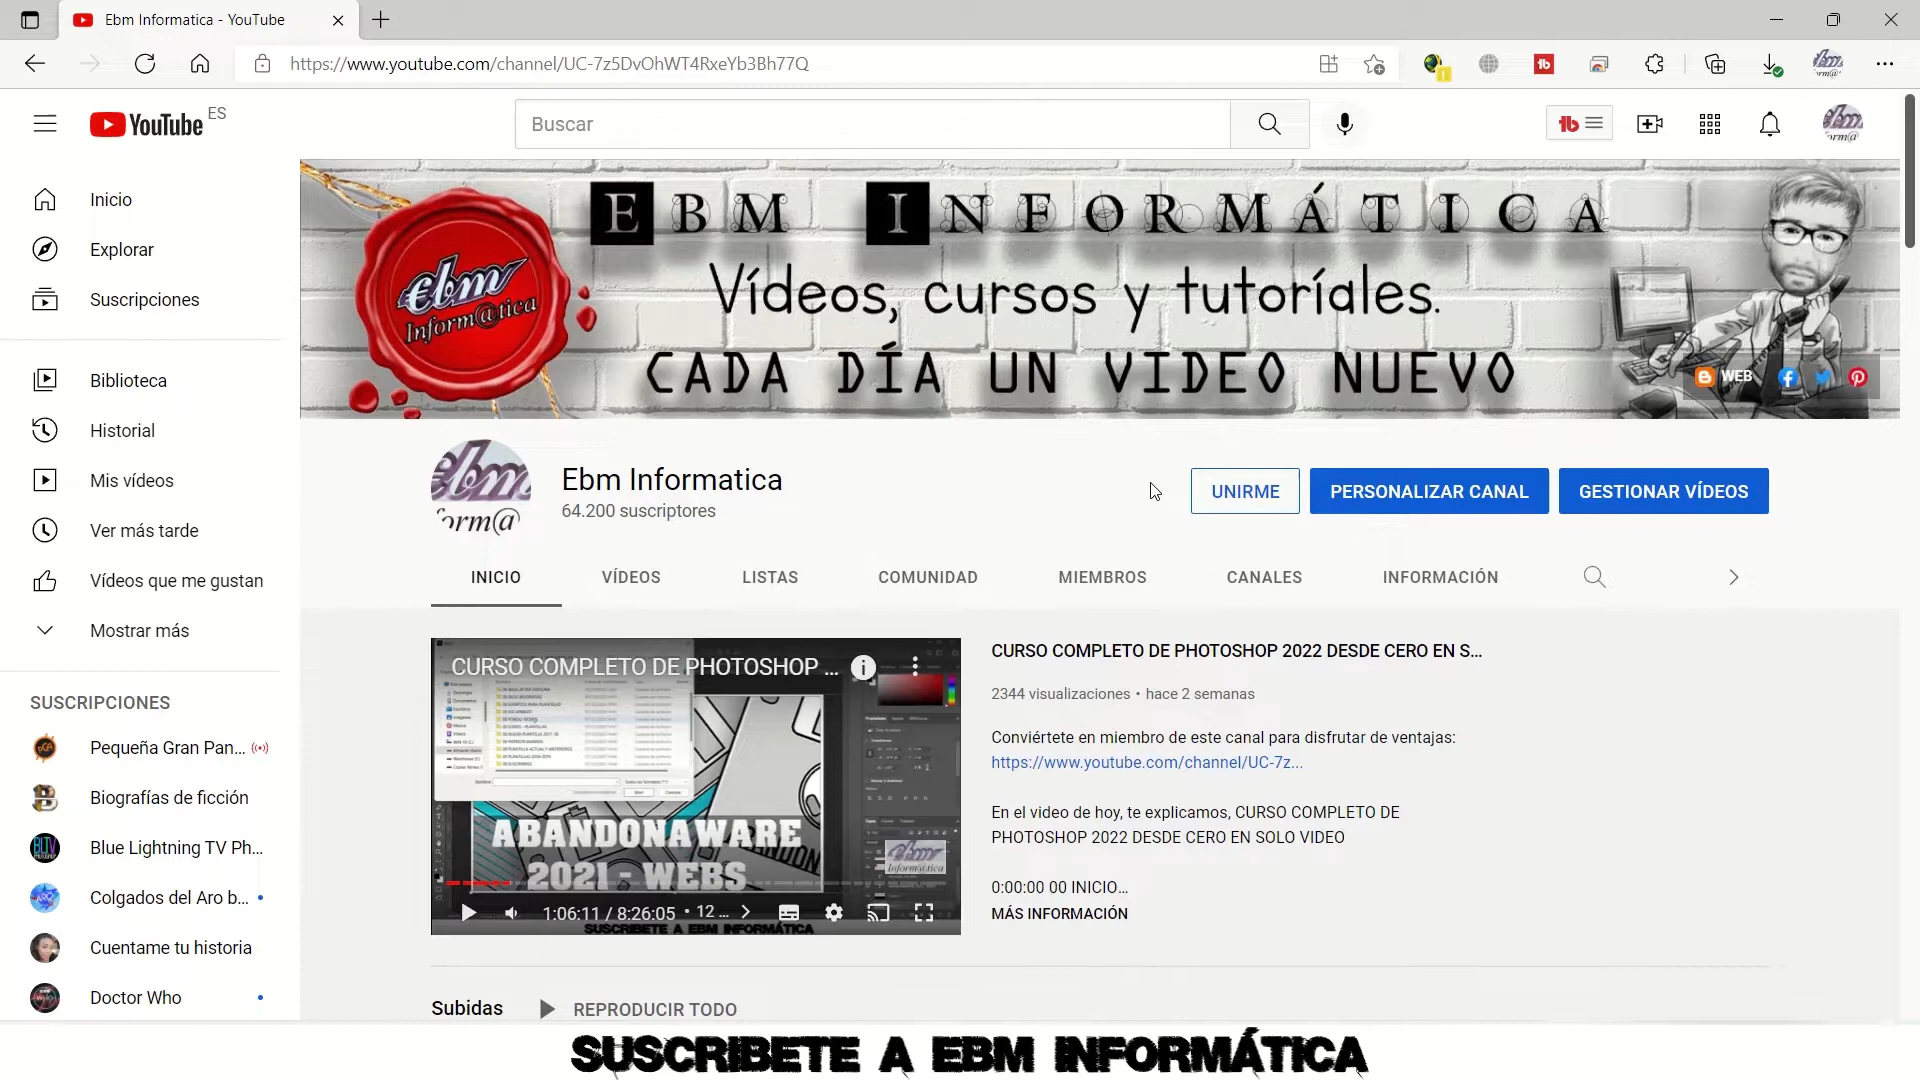 Ebm Informatica - YouTube
https://www.youtube.com/channel/UC-7z5DvOhWT4RxeYb3Bh77Q
YouTube ES
Buscar
Inicio
Explorar
Suscripciones
Biblioteca
Historial
Mis vídeos
Ver más tarde
Vídeos que me gustan
Mostrar más
SUSCRIPCIONES
Pequeña Gran Pan...
Biografías de ficción
Blue Lightning TV Ph...
Colgados del Aro b...
Cuentame tu historia
Doctor Who
ebm
Inform@tica
EBM INFORMÁTICA
Vídeos, cursos y tutoríales.
CADA DÍA UN VIDEO NUEVO
WEB
Ebm Informatica
64.200 suscriptores
UNIRME
PERSONALIZAR CANAL
GESTIONAR VÍDEOS
INICIO
VÍDEOS
LISTAS
COMUNIDAD
MIEMBROS
CANALES
INFORMACIÓN
CURSO COMPLETO DE PHOTOSHOP ...
ABANDONAWARE
2021 - WEBS
1:06:11 / 8:26:05 • 12 ...
SUSCRIBETE A EBM INFORMÁTICA
CURSO COMPLETO DE PHOTOSHOP 2022 DESDE CERO EN S...
2344 visualizaciones • hace 2 semanas
Conviértete en miembro de este canal para disfrutar de ventajas:
https://www.youtube.com/channel/UC-7z...
En el video de hoy, te explicamos, CURSO COMPLETO DE
PHOTOSHOP 2022 DESDE CERO EN SOLO VIDEO
0:00:00 00 INICIO...
MÁS INFORMACIÓN
Subidas
REPRODUCIR TODO
SUSCRIBETE A EBM INFORMÁTICA